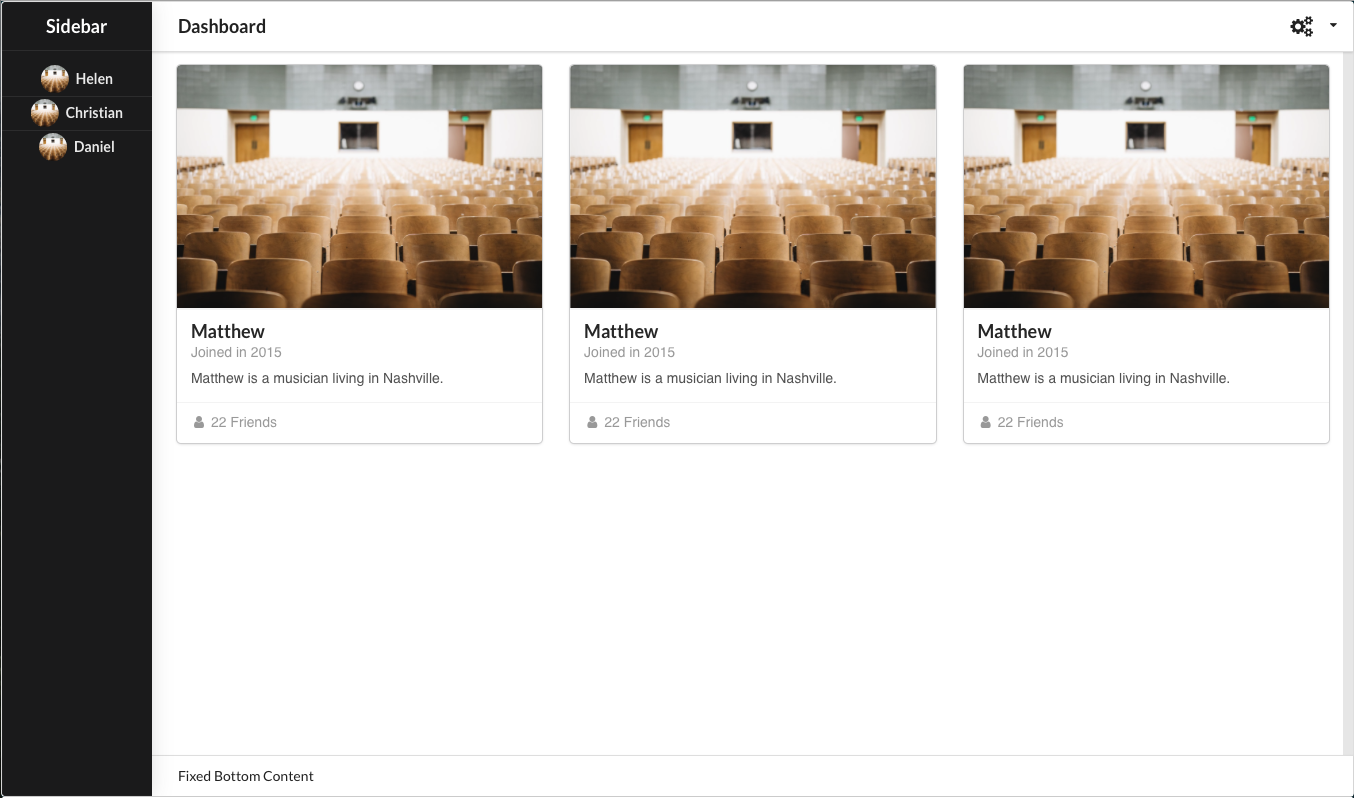 Sidebar
Helen
Christian
Daniel
Dashboard
Matthew
Joined in 2015
Matthew is a musician living in Nashville.
22 Friends
Matthew
Joined in 2015
Matthew is a musician living in Nashville.
22 Friends
Matthew
Joined in 2015
Matthew is a musician living in Nashville.
22 Friends
Fixed Bottom Content